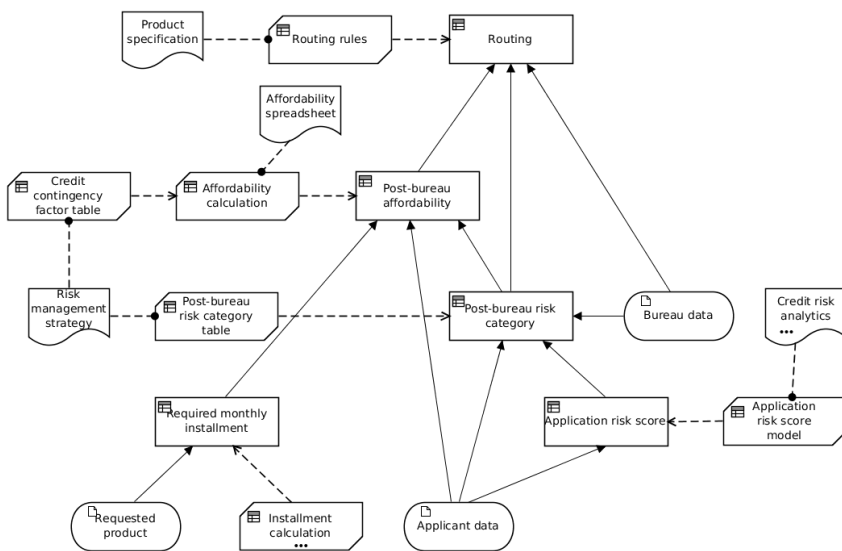 Product
specification
Routing rules
Routing
Affordability
spreadsheet
Credit
contingency
factor table
Affordability
calculation
Post-bureau
affordability
Risk
management
strategy
Post-bureau
risk category
table
Post-bureau risk
category
Bureau data
Credit risk
analytics
•••
Required monthly
installment
Application risk score
Application
risk score
model
Requested
product
Installment
calculation
•••
Applicant data